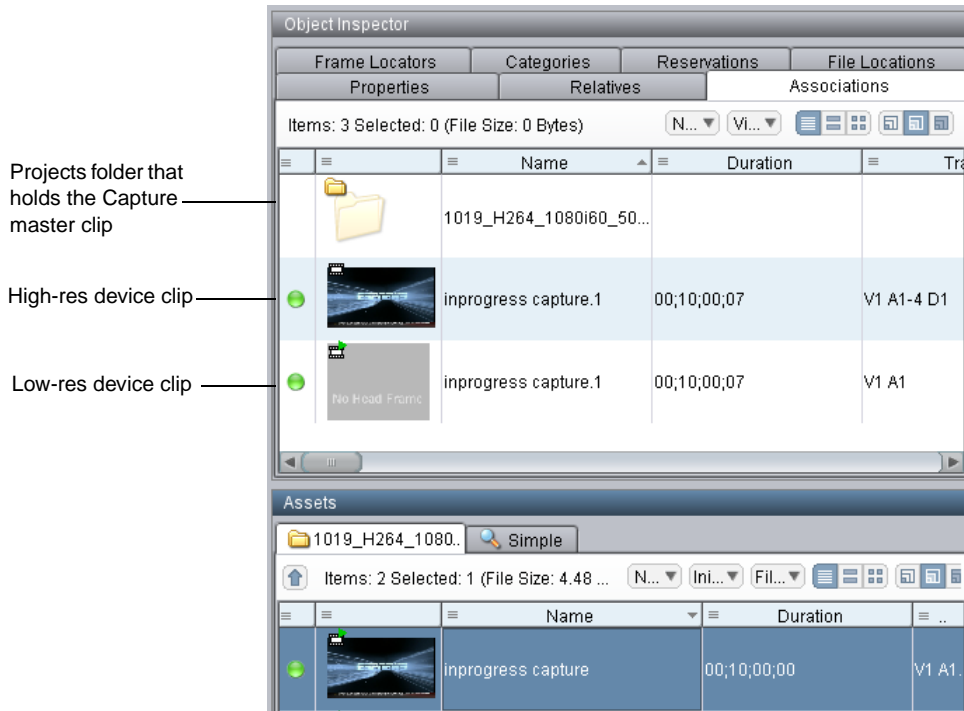 Object Inspector
Frame Locators Categories Reservations File Locations
Properties Relatives Associations
Items: 3 Selected: 0 (File Size: 0 Bytes) N... Vi...
Name Duration Tra
Projects folder that
holds the Capture
master clip
1019_H264_1080i60_50...
High-res device clip
inprogress capture.1 00;10;00;07 V1 A1-4 D1
Low-res device clip
No Head Frame
inprogress capture.1 00;10;00;07 V1 A1
Assets
1019_H264_1080.. Simple
Items: 2 Selected: 1 (File Size: 4.48 ... N... Ini... Fil...
Name Duration ..
inprogress capture 00;10;00;00 V1 A1.